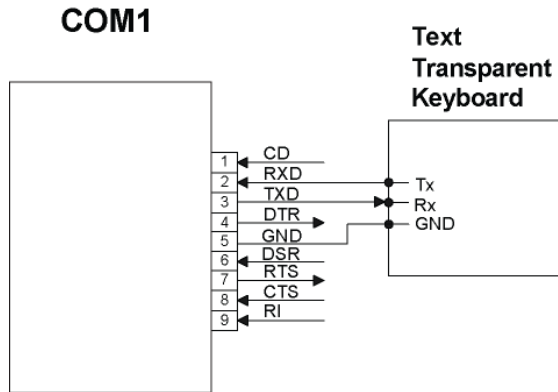 COM1
Text
Transparent
Keyboard
1 CD
2 RXD
3 TXD
4 DTR
5 GND
6 DSR
7 RTS
8 CTS
9 RI
Tx
Rx
GND